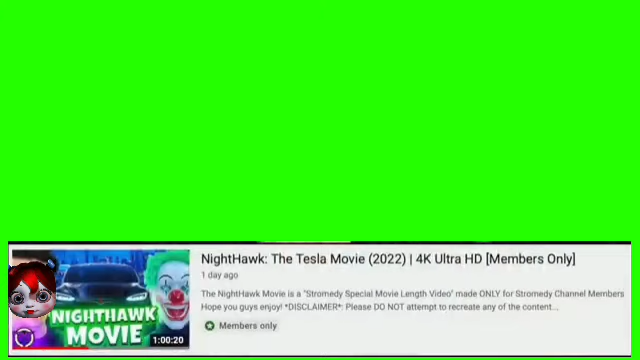 NightHawk: The Tesla Movie (2022) | 4K Ultra HD [Members Only]
1 day ago
The NightHawk Movie is a "Stromedy Special Movie Length Video" made ONLY for Stromedy Channel Members
Hope you guys enjoy! *DISCLAIMER*: Please DO NOT attempt to recreate any of the content...
Members only
NIGHTHAWK
MOVIE
1:00:20